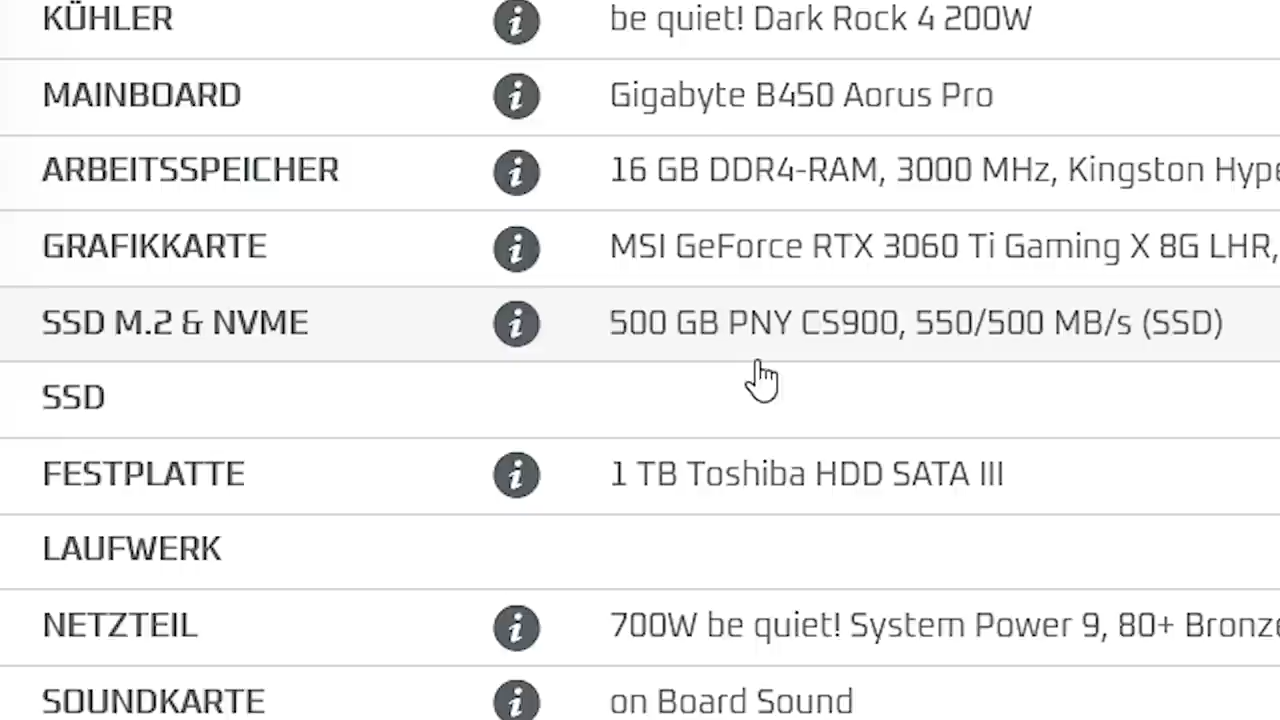 KÜHLER be quiet! Dark Rock 4 200W
MAINBOARD Gigabyte B450 Aorus Pro
ARBEITSSPEICHER 16 GB DDR4-RAM, 3000 MHz, Kingston
GRAFIKKARTE MSI GeForce RTX 3060 Ti Gaming X 8G LHR,
SSD M.2 & NVME 500 GB PNY CS900, 550/500 MB/s (SSD)
SSD
FESTPLATTE 1 TB Toshiba HDD SATA III
LAUFWERK
NETZTEIL 700W be quiet! System Power 9, 80+
SOUNDKARTE on Board Sound